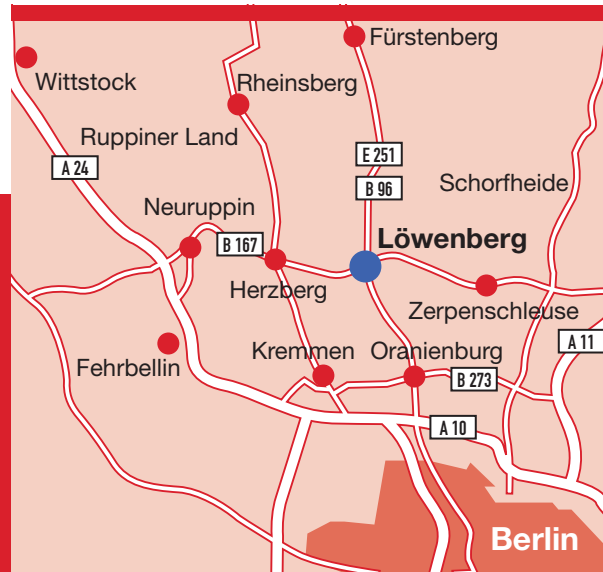 Fürstenberg
Wittstock
Rheinsberg
Ruppiner Land
E 251
A 24
B 96
Schorfheide
Neuruppin
B 167
Löwenberg
Herzberg
Zerpenschleuse
A 11
Kremmen
Oranienburg
Fehrbellin
B 273
A 10
Berlin